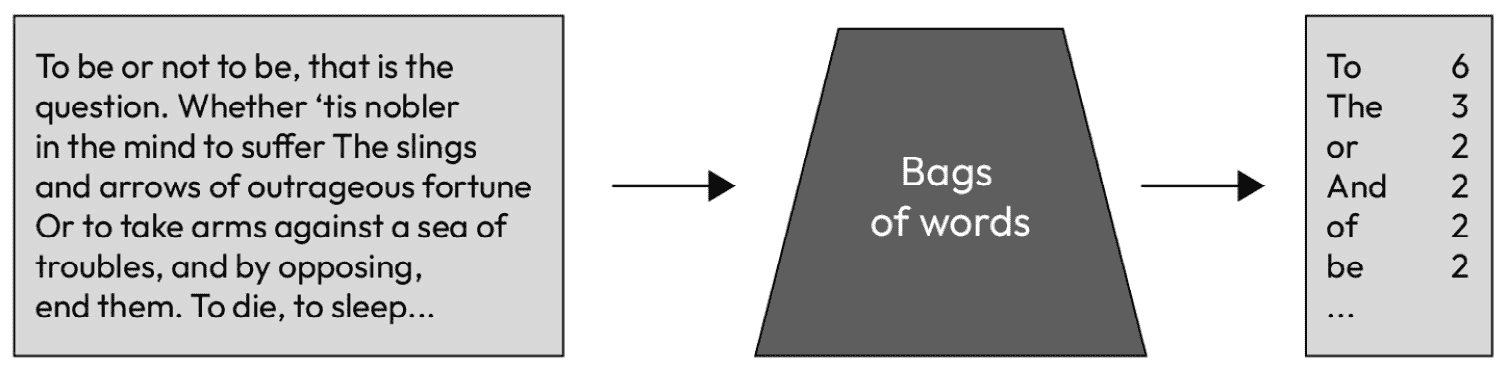 To be or not to be, that is the
question. Whether ‘tis nobler
in the mind to suffer The slings
and arrows of outrageous fortune
Or to take arms against a sea of
troubles, and by opposing,
end them. To die, to sleep...
Bags
of words
To 6
The 3
or 2
And 2
of 2
be 2
...